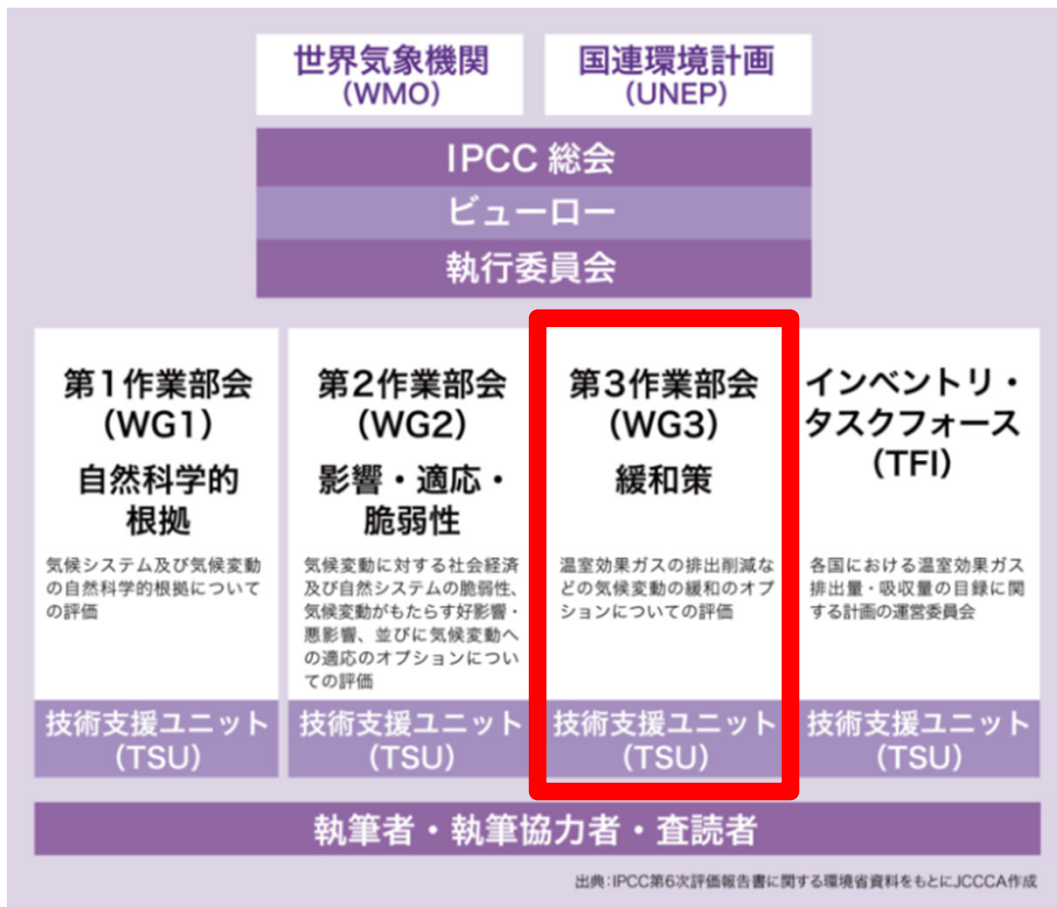 世界気象機関
(WMO)
国連環境計画
(UNEP)
IPCC 総会
ビューロー
執行委員会
第1作業部会
(WG1)
自然科学的
根拠
気候システム及び気候変動
の自然科学的根拠について
の評価
技術支援ユニット
(TSU)
第2作業部会
(WG2)
影響・適応・
脆弱性
気候変動に対する社会経済
及び自然システムの脆弱性、
気候変動がもたらす好影響・
悪影響、並びに気候変動へ
の適応のオプションについ
ての評価
技術支援ユニット
(TSU)
第3作業部会
(WG3)
緩和策
温室効果ガスの排出削減な
どの気候変動の緩和のオプ
ションについての評価
技術支援ユニット
(TSU)
インベントリ・
タスクフォース
(TFI)
各国における温室効果ガス
排出量・吸収量の目録に関
する計画の運営委員会
技術支援ユニット
(TSU)
執筆者・執筆協力者・査読者
出典:IPCC第6次評価報告書に関する環境省資料をもとにJCCCA作成